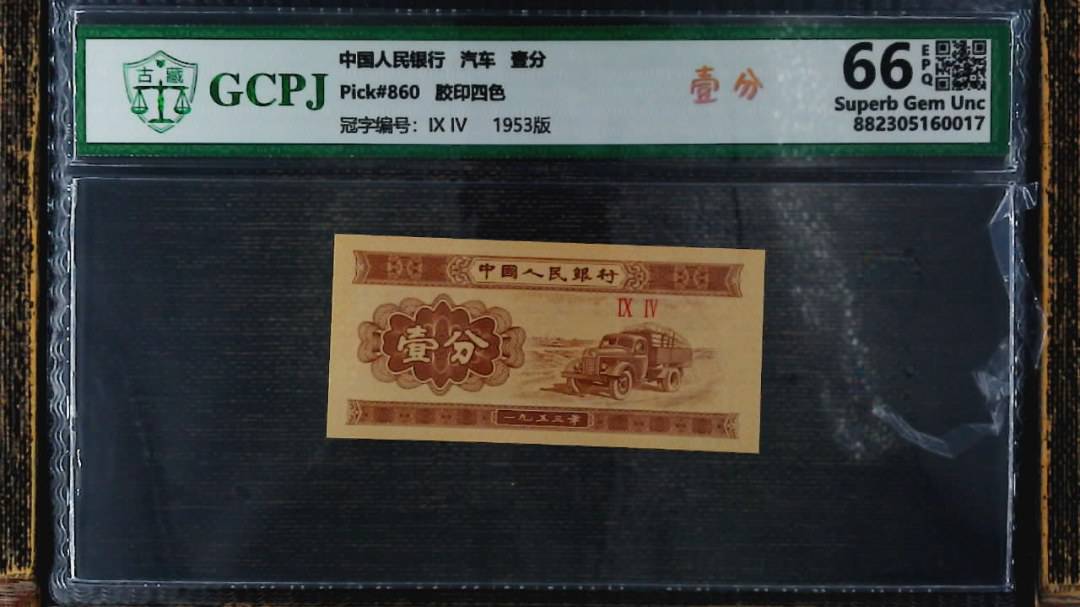 古藏
GCPJ
中国人民银行 汽车 壹分
Pick#860 胶印四色
冠字编号: IX IV 1953版
壹分
66 EPQ
Superb Gem Unc
882305160017
中國人民銀行
IX IV
壹分
一九五三年